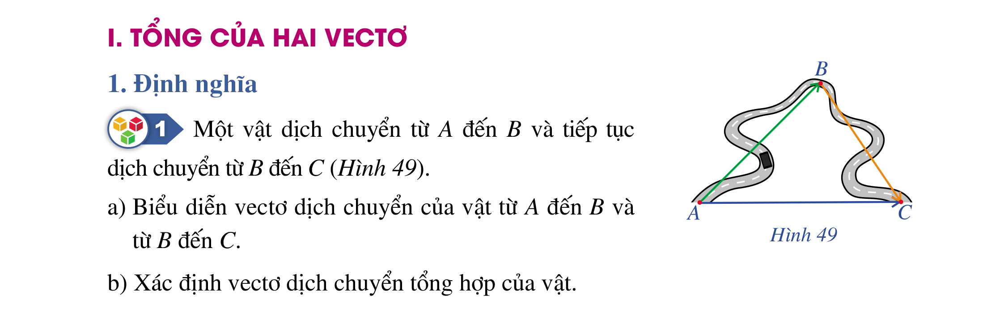 I. TỔNG CỦA HAI VECTƠ
1. Định nghĩa
1 Một vật dịch chuyển từ A đến B và tiếp tục
dịch chuyển từ B đến C (Hình 49).
a) Biểu diễn vectơ dịch chuyển của vật từ A đến B và
từ B đến C.
b) Xác định vectơ dịch chuyển tổng hợp của vật.
B
A
C
Hình 49